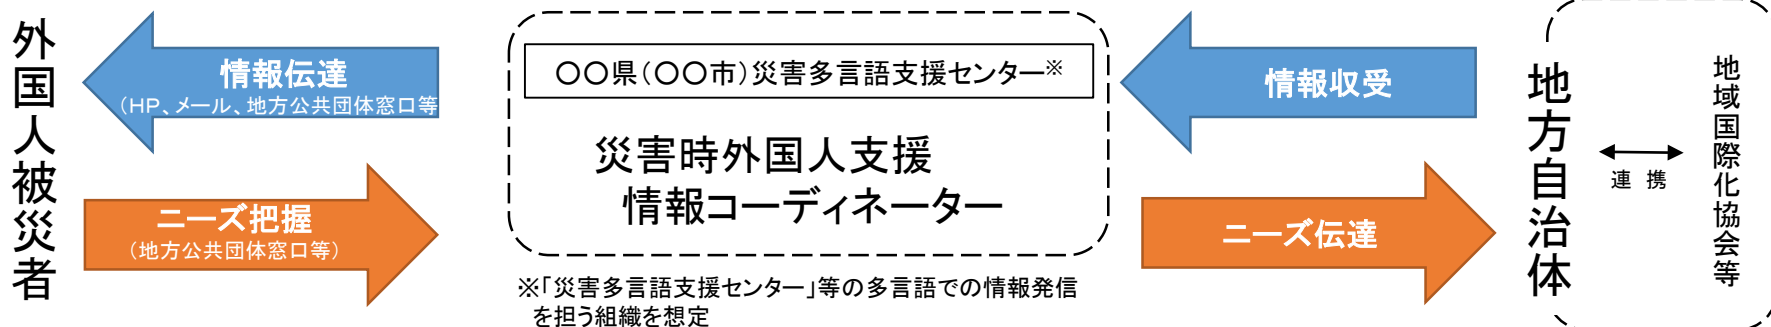 外国人被災者
情報伝達
(HP、メール、地方公共団体窓口等
ニーズ把握
(地方公共団体窓口等)
〇〇県(〇〇市)災害多言語支援センター※
災害時外国人支援
情報コーディネーター
※「災害多言語支援センター」等の多言語での情報発信
を担う組織を想定
情報収受
ニーズ伝達
地方自治体
連 携
地域国際化協会等